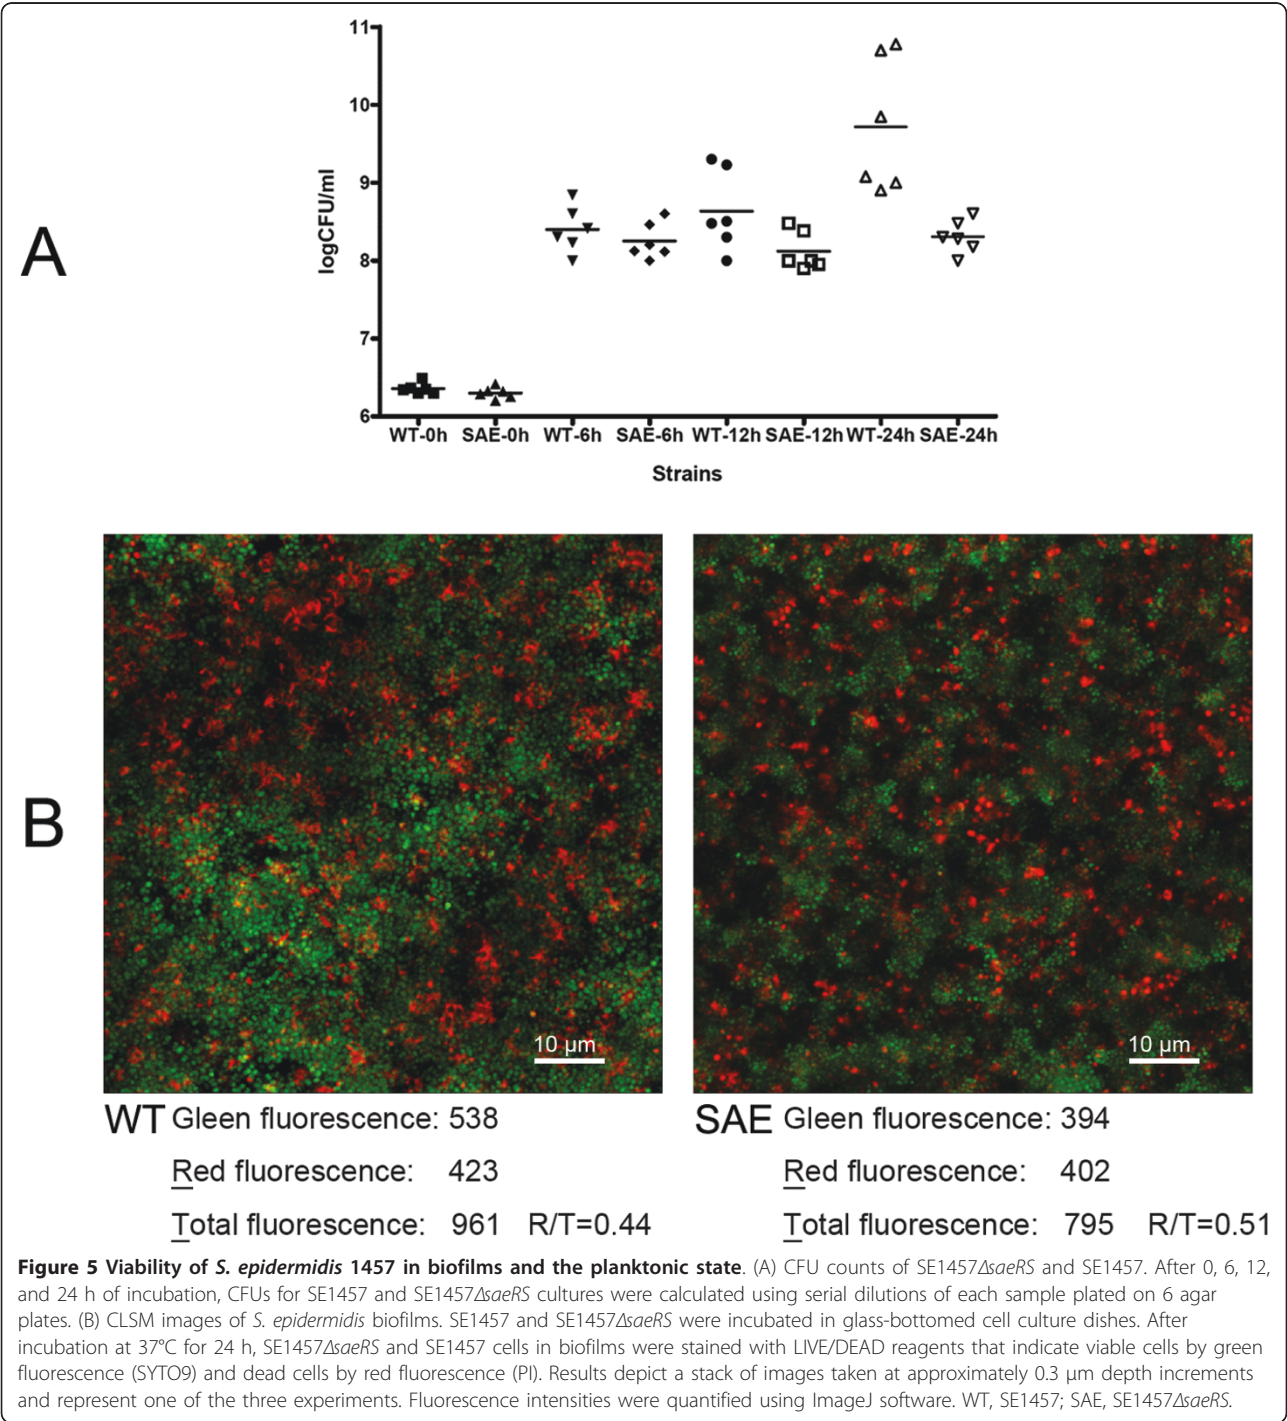 A
logCFU/ml
11
10
9
8
7
6
WT-0h SAE-0h WT-6h SAE-6h WT-12h SAE-12h WT-24h SAE-24h
Strains
B
10 µm
10 µm
WT Gleen fluorescence: 538
Red fluorescence: 423
Total fluorescence: 961 R/T=0.44
SAE Gleen fluorescence: 394
Red fluorescence: 402
Total fluorescence: 795 R/T=0.51
Figure 5 Viability of S. epidermidis 1457 in biofilms and the planktonic state. (A) CFU counts of SE1457ΔsaeRS and SE1457. After 0, 6, 12,
and 24 h of incubation, CFUs for SE1457 and SE1457ΔsaeRS cultures were calculated using serial dilutions of each sample plated on 6 agar
plates. (B) CLSM images of S. epidermidis biofilms. SE1457 and SE1457ΔsaeRS were incubated in glass-bottomed cell culture dishes. After
incubation at 37°C for 24 h, SE1457ΔsaeRS and SE1457 cells in biofilms were stained with LIVE/DEAD reagents that indicate viable cells by green
fluorescence (SYTO9) and dead cells by red fluorescence (PI). Results depict a stack of images taken at approximately 0.3 µm depth increments
and represent one of the three experiments. Fluorescence intensities were quantified using ImageJ software. WT, SE1457; SAE, SE1457ΔsaeRS.